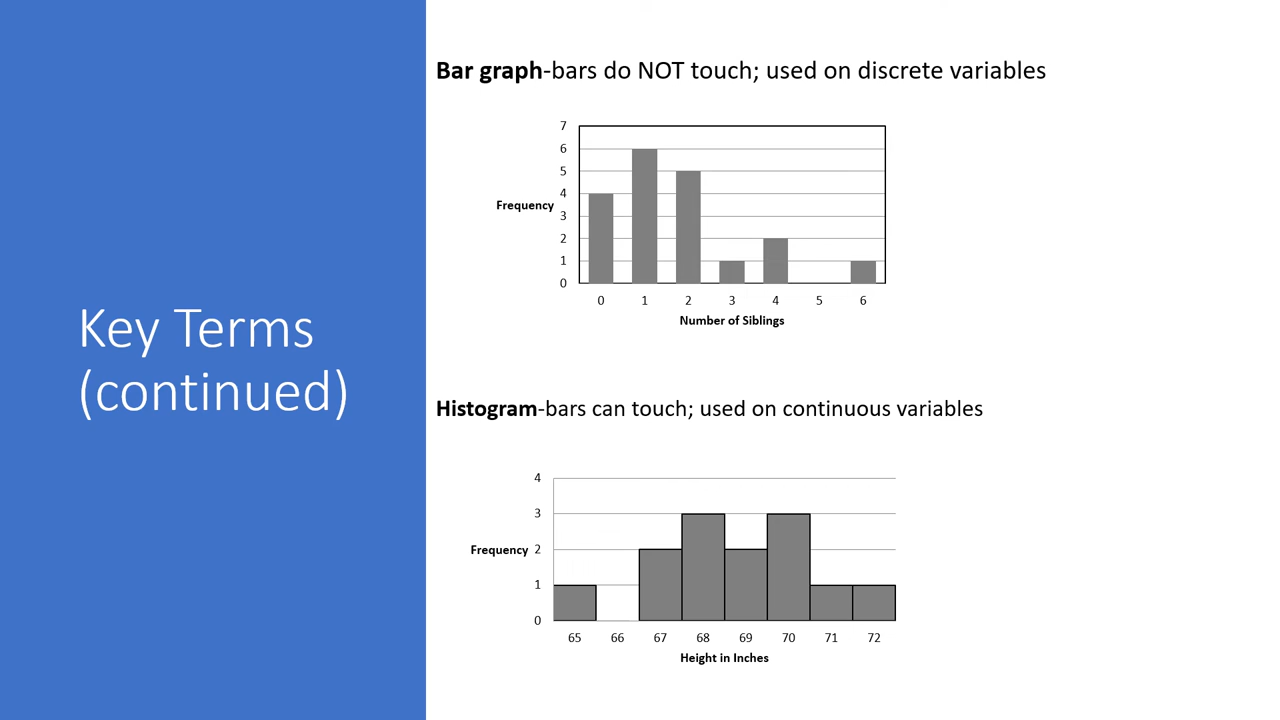 Key Terms
(continued)
Bar graph-bars do NOT touch; used on discrete variables
7
6
5
4
3
2
1
0
Frequency
0 1 2 3 4 5 6
Number of Siblings
Histogram-bars can touch; used on continuous variables
4
3
2
1
0
Frequency
65 66 67 68 69 70 71 72
Height in Inches